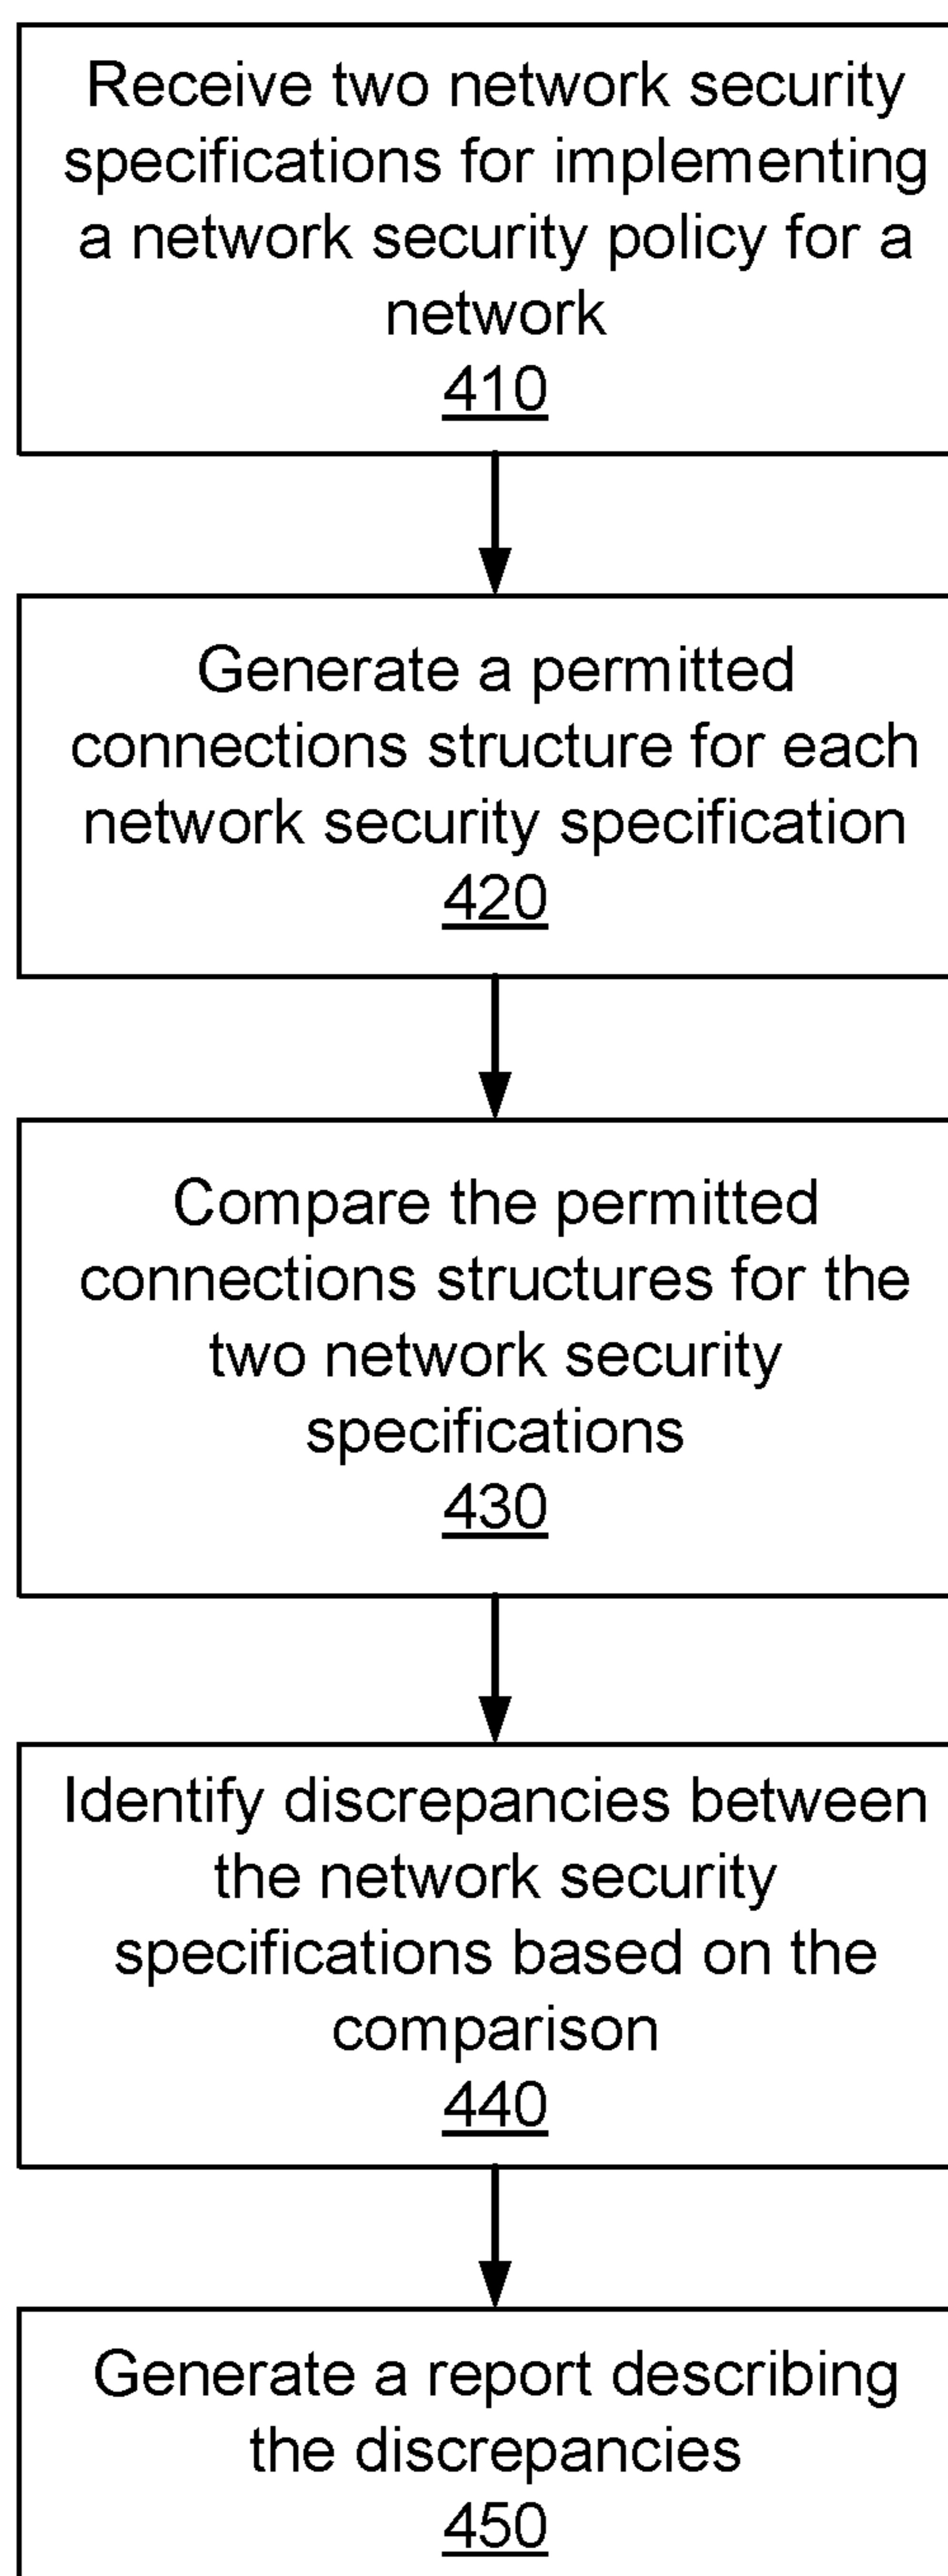 Receive two network security
specifications for implementing
a network security policy for a
network
410
Generate a permitted
connections structure for each
network security specification
420
Compare the permitted
connections structures for the
two network security
specifications
430
Identify discrepancies between
the network security
specifications based on the
comparison
440
Generate a report describing
the discrepancies
450